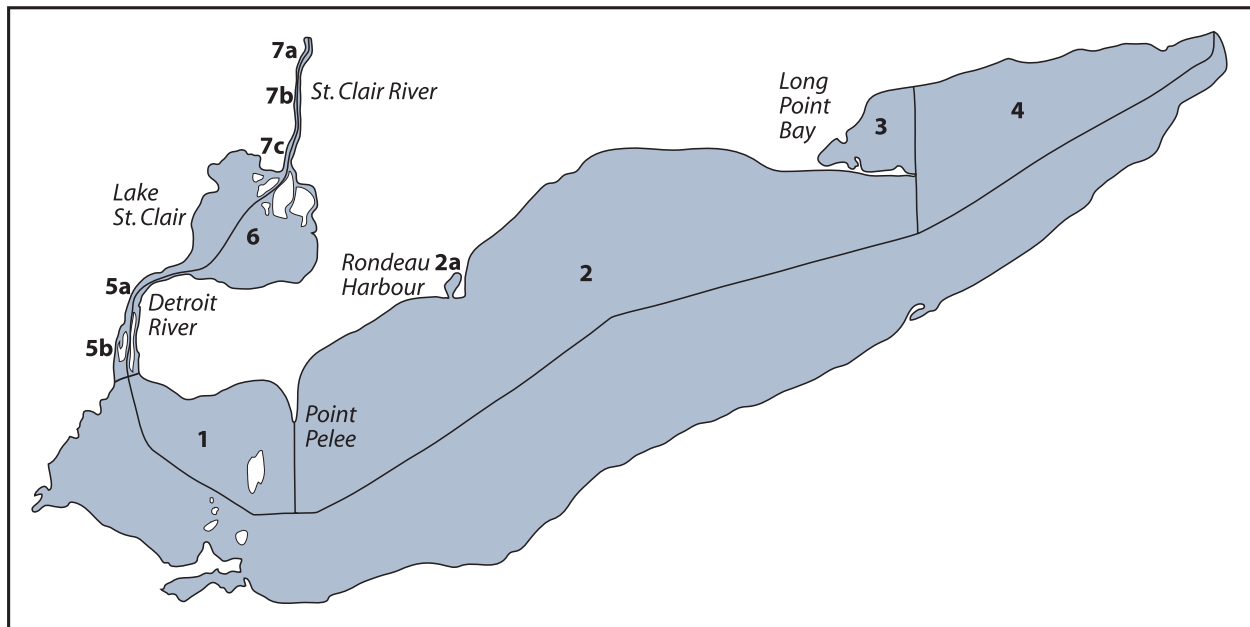 7a
7b
St. Clair River
7c
Lake
St. Clair
6
5a
Detroit
River
5b
1
Point
Pelee
Rondeau 2a
Harbour
2
Long
Point
Bay
3
4